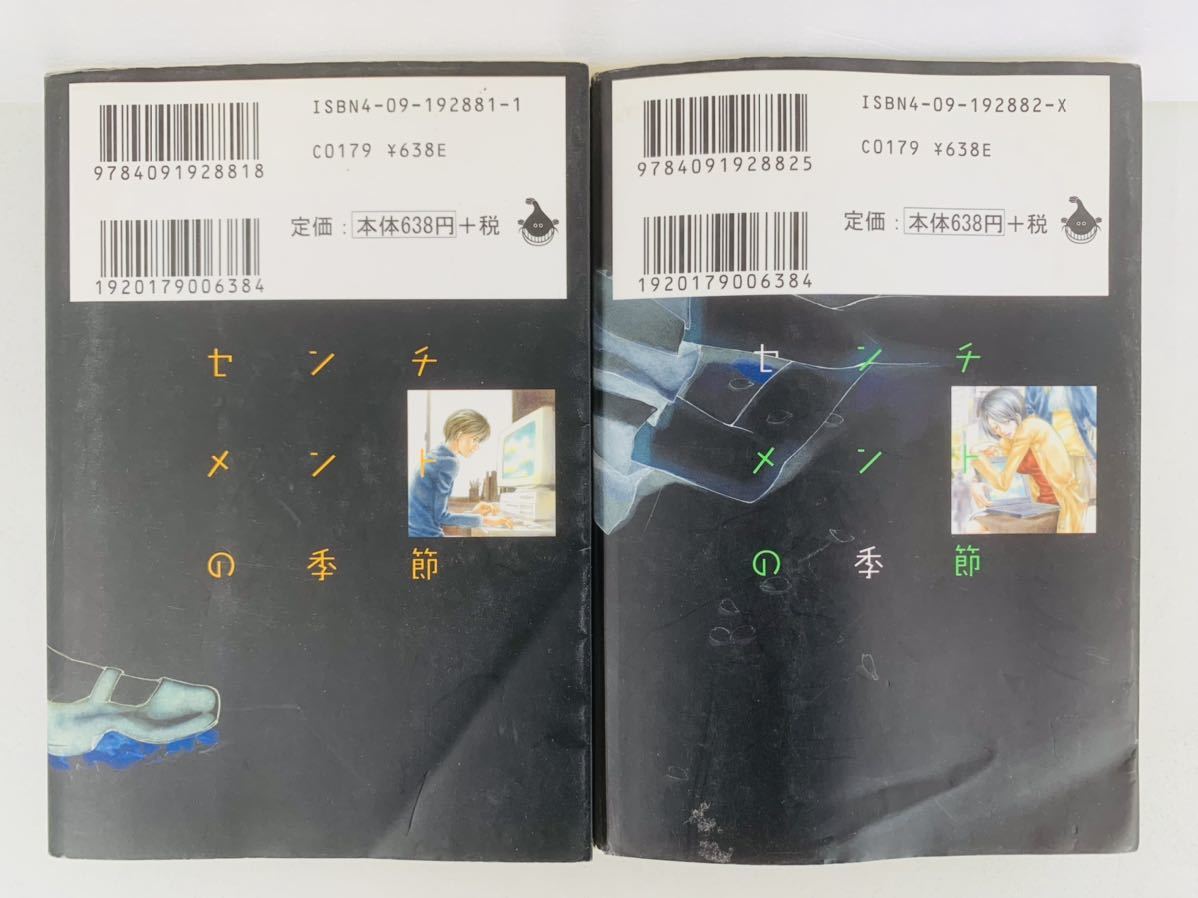 ISBN4-09-192881-1
9784091928818
C0179 ¥638E
定価：本体638円+税
1920179006384
センチ
メント
の季節
ISBN4-09-192882-X
9784091928825
C0179 ¥638E
定価：本体638円+税
1920179006384
センチ
メント
の季節